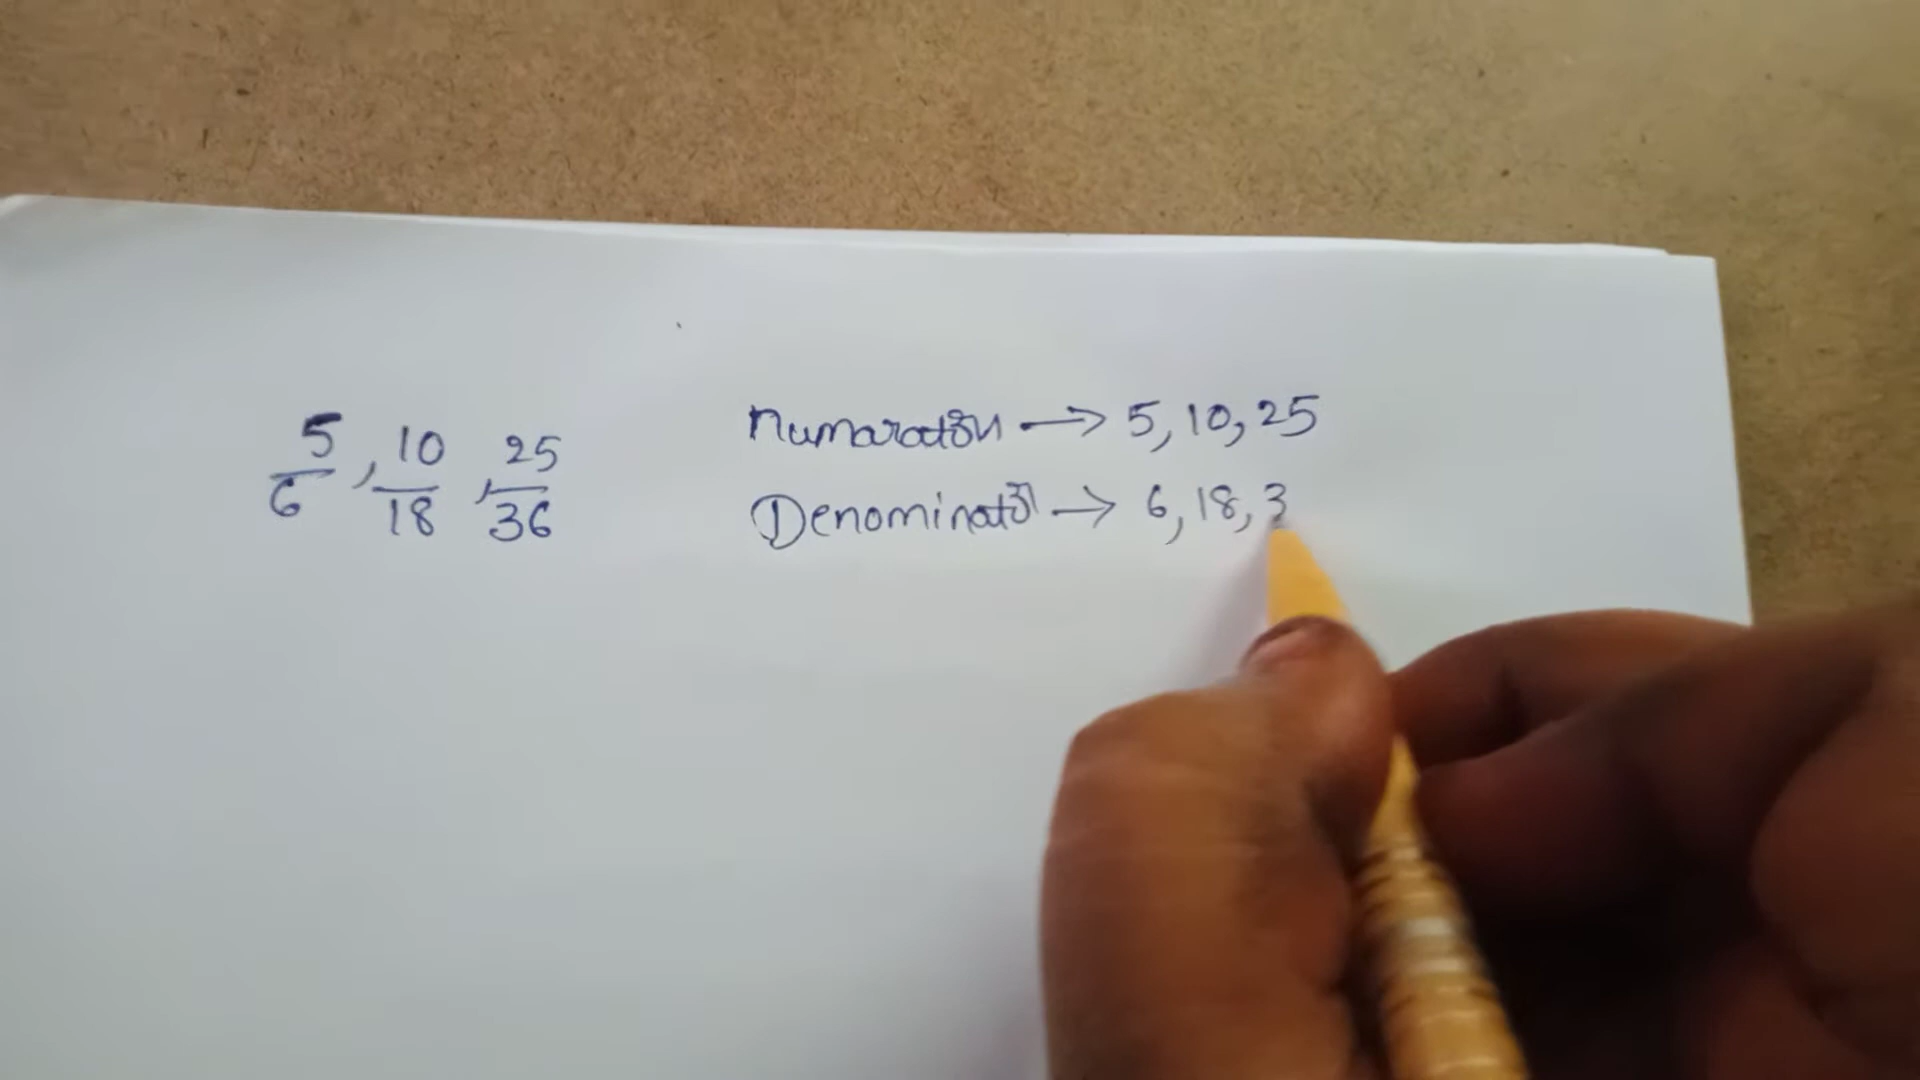 5/6, 10/18, 25/36
Numarator → 5, 10, 25
Denominator → 6, 18, 3